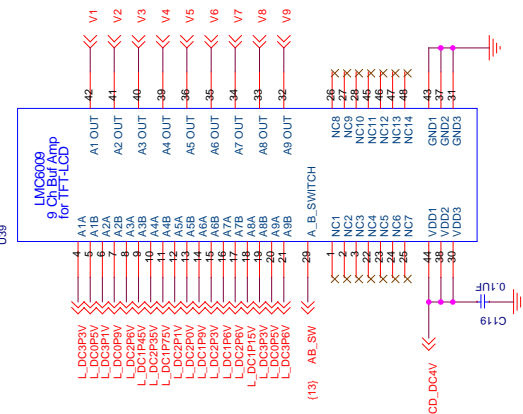 U39
LMC6009
9 Ch Buf Amp
for TFT-LCD
L_DC3P3V 4 A1A A1 OUT 42 V1
L_DC0P5V 5 A1B
L_DC3P1V 6 A2A A2 OUT 41 V2
L_DC0P9V 7 A2B
L_DC2P6V 8 A3A A3 OUT 40 V3
L_DC1P45V 9 A3B
L_DC2P35V 10 A4A A4 OUT 39 V4
L_DC1P75V 11 A4B
L_DC2P1V 12 A5A A5 OUT 36 V5
L_DC2P0V 13 A5B
L_DC1P9V 14 A6A A6 OUT 35 V6
L_DC2P3V 15 A6B
L_DC1P6V 16 A7A A7 OUT 34 V7
L_DC2P6V 17 A7B
L_DC1P15V 18 A8A A8 OUT 33 V8
L_DC3P3V 19 A8B
L_DC0P5V 20 A9A A9 OUT 32 V9
L_DC3P6V 21 A9B
{13} AB_SW 29 A_B_SWITCH
1 NC1 NC8 26
2 NC2 NC9 27
3 NC3 NC10 28
22 NC4 NC11 45
23 NC5 NC12 46
24 NC6 NC13 47
25 NC7 NC14 48
44 VDD1 GND1 43
CD_DC4V 38 VDD2 GND2 37
30 VDD3 GND3 31
C119
0.1UF